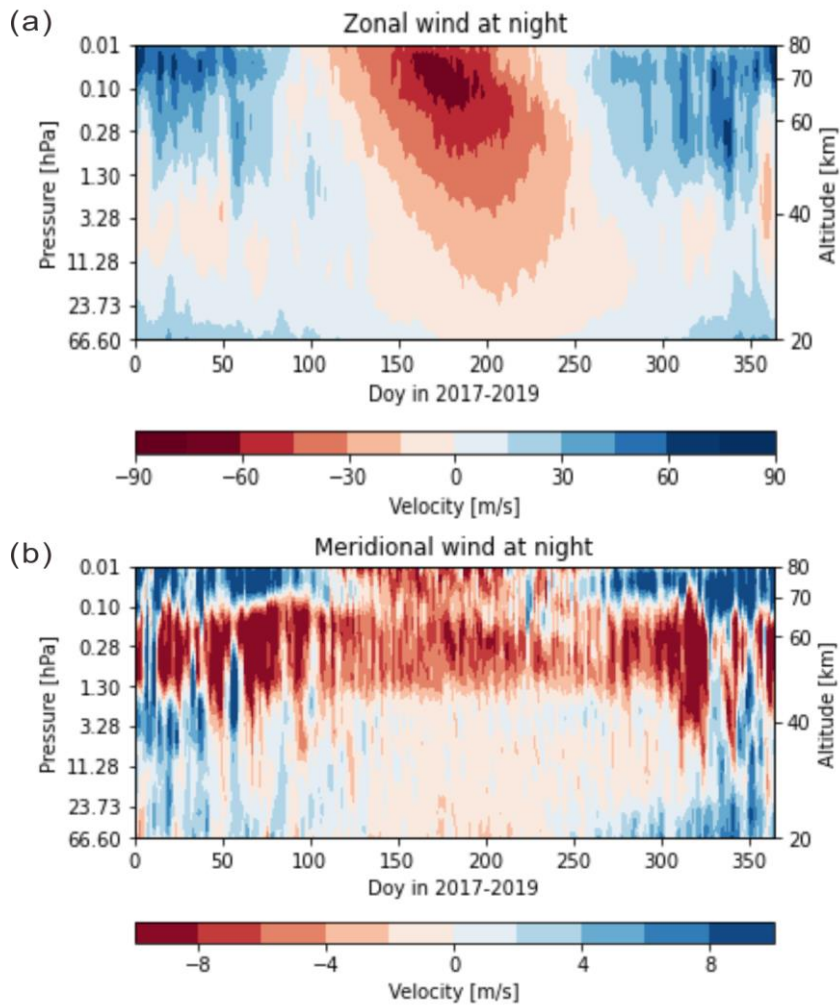 (a)
Zonal wind at night
0.01
0.10
0.28
1.30
3.28
11.28
23.73
66.60
Pressure [hPa]
80
70
60
40
20
Altitude [km]
0 50 100 150 200 250 300 350
Doy in 2017-2019
−90 −60 −30 0 30 60 90
Velocity [m/s]
(b)
Meridional wind at night
0.01
0.10
0.28
1.30
3.28
11.28
23.73
66.60
Pressure [hPa]
80
70
60
40
20
Altitude [km]
0 50 100 150 200 250 300 350
Doy in 2017-2019
−8 −4 0 4 8
Velocity [m/s]